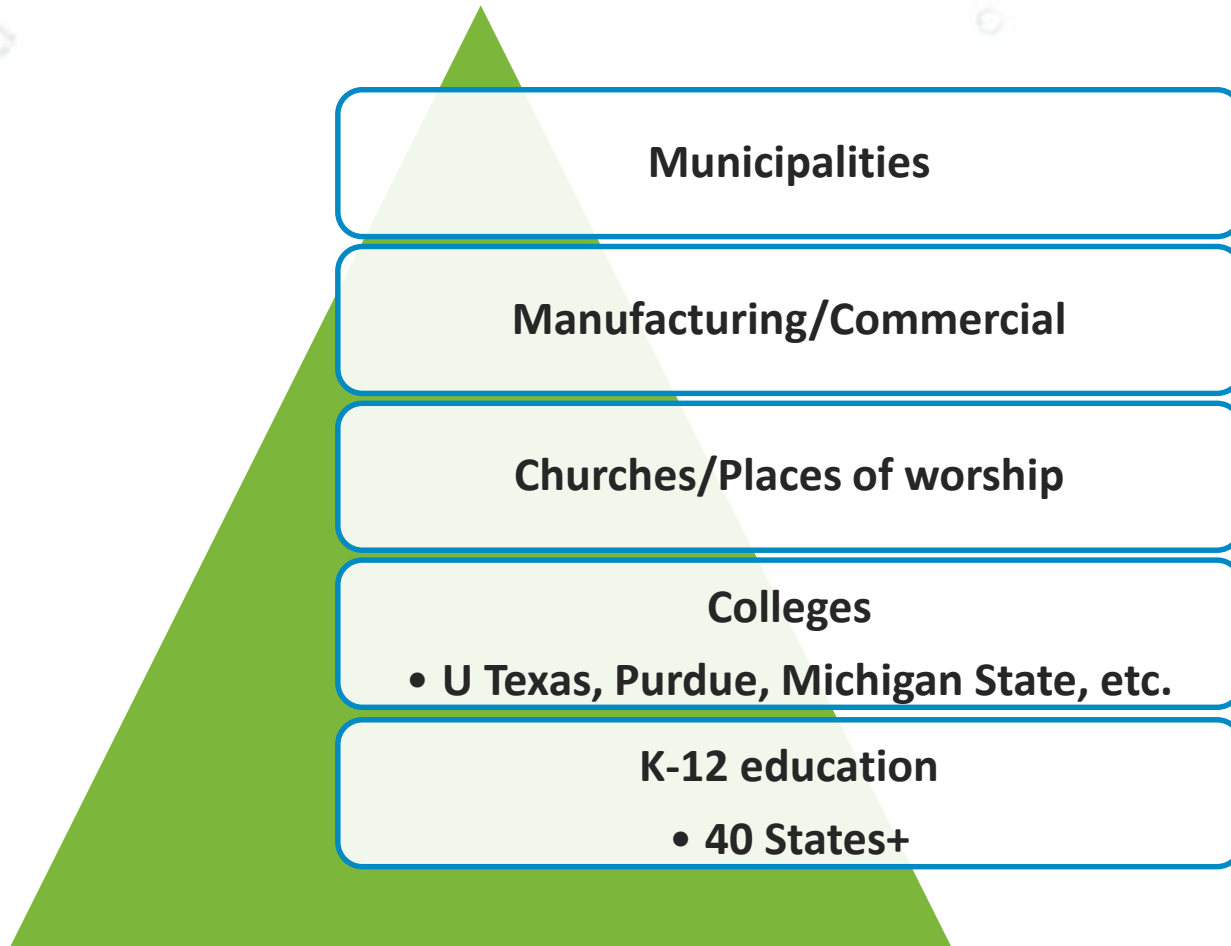 Municipalities
Manufacturing/Commercial
Churches/Places of worship
Colleges
• U Texas, Purdue, Michigan State, etc.
K-12 education
• 40 States+